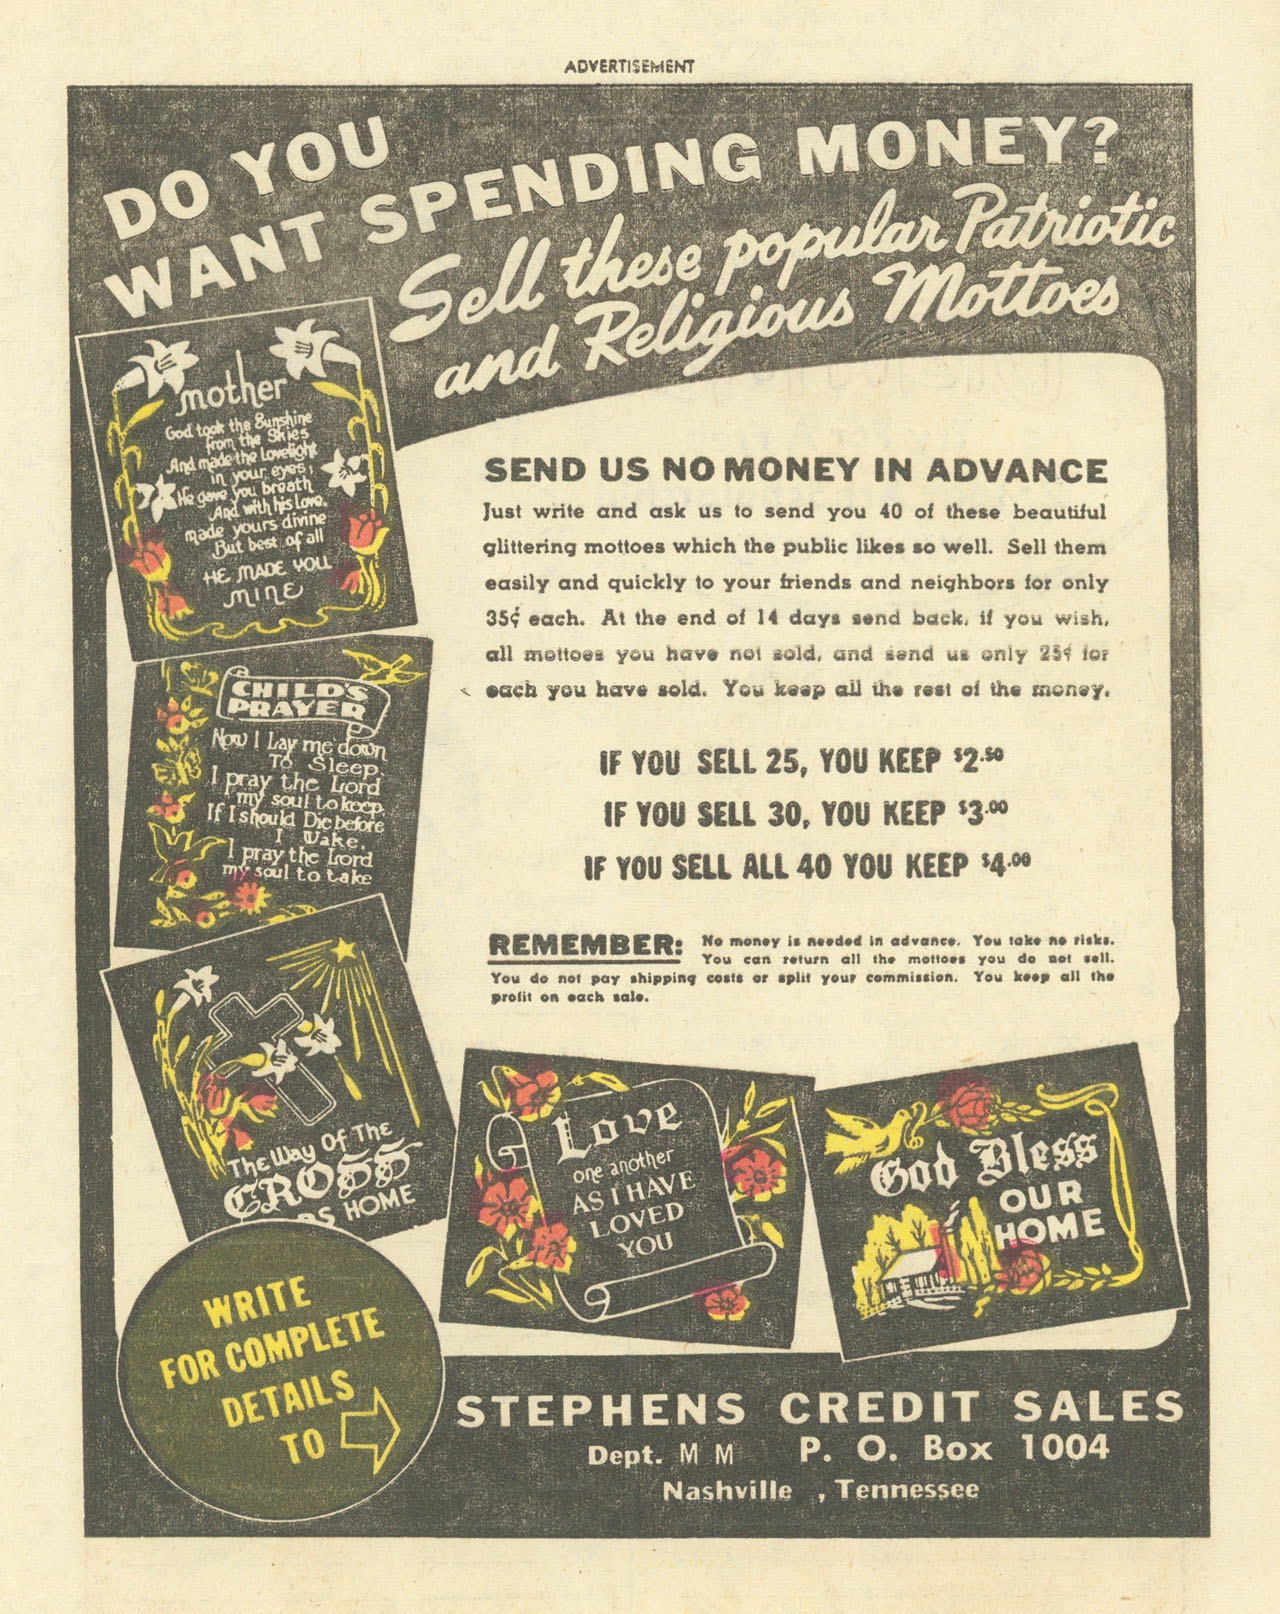 ADVERTISEMENT
DO YOU
WANT SPENDING MONEY?
Sell these popular Patriotic
and Religious Mottoes
mother
God took the Sunshine
from the Skies
And made the Lovelight
in your eyes,
He gave you breath
And with his Love,
made yours divine
But best of all
HE MADE YOU
MINE
CHILD'S
PRAYER
Now I Lay me down
To Sleep,
I pray the Lord
my soul to keep.
If I should Die before
I Wake,
I pray the Lord
my soul to take
The Way Of The
CROSS
HOME
SEND US NO MONEY IN ADVANCE
Just write and ask us to send you 40 of these beautiful
glittering mottoes which the public likes so well. Sell them
easily and quickly to your friends and neighbors for only
35¢ each. At the end of 14 days send back, if you wish,
all mottoes you have not sold, and send us only 25¢ for
each you have sold. You keep all the rest of the money.
IF YOU SELL 25, YOU KEEP $2.50
IF YOU SELL 30, YOU KEEP $3.00
IF YOU SELL ALL 40 YOU KEEP $4.00
REMEMBER: No money is needed in advance. You take no risks.
You can return all the mottoes you do not sell.
You do not pay shipping costs or split your commission. You keep all the
profit on each sale.
Love
one another
AS I HAVE
LOVED
YOU
God Bless
OUR
HOME
WRITE
FOR COMPLETE
DETAILS
TO
STEPHENS CREDIT SALES
Dept. M M P. O. Box 1004
Nashville , Tennessee